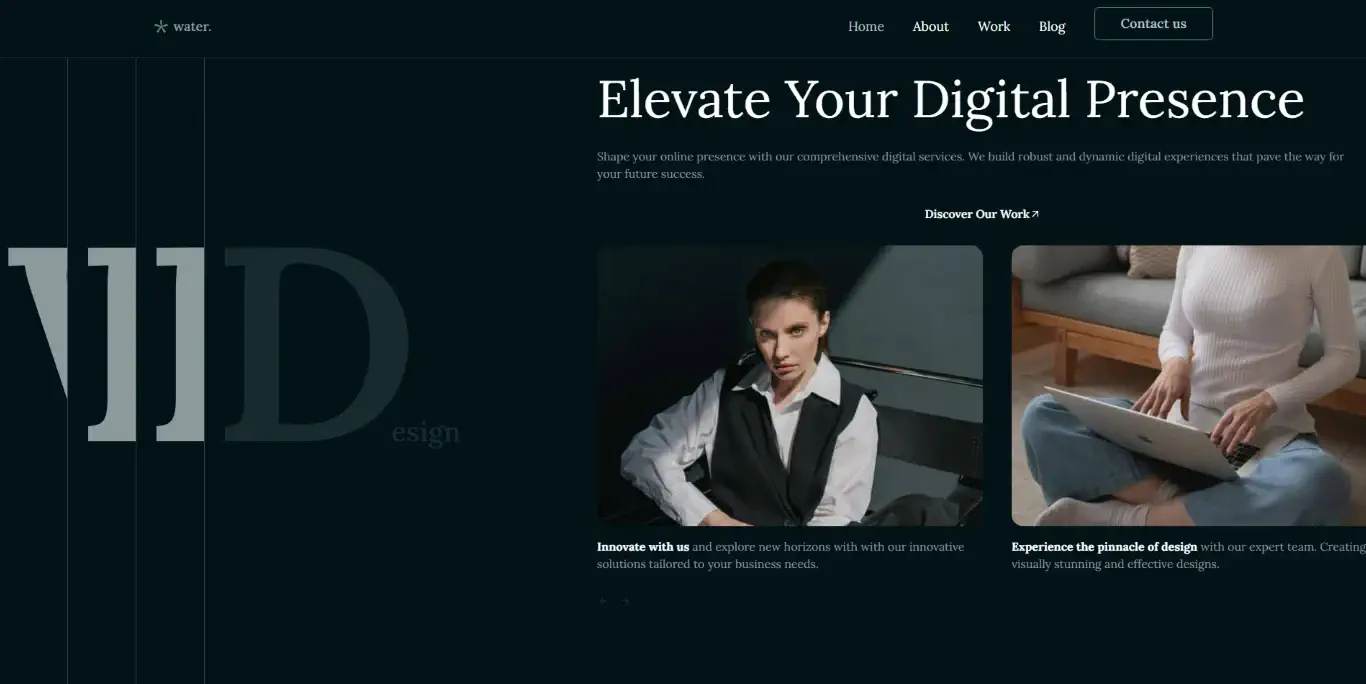 water.
Home About Work Blog Contact us
Elevate Your Digital Presence
Shape your online presence with our comprehensive digital services. We build robust and dynamic digital experiences that pave the way for
your future success.
Discover Our Work
D
esign
Innovate with us and explore new horizons with with our innovative
solutions tailored to your business needs.
Experience the pinnacle of design with our expert team. Creating
visually stunning and effective designs.